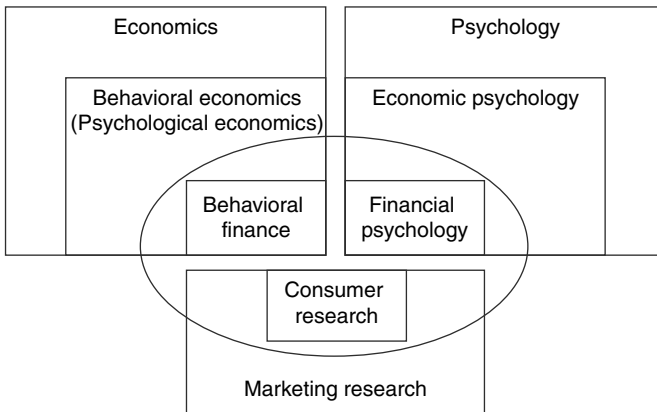 Economics
Psychology
Behavioral economics
(Psychological economics)
Economic psychology
Behavioral
finance
Financial
psychology
Consumer
research
Marketing research